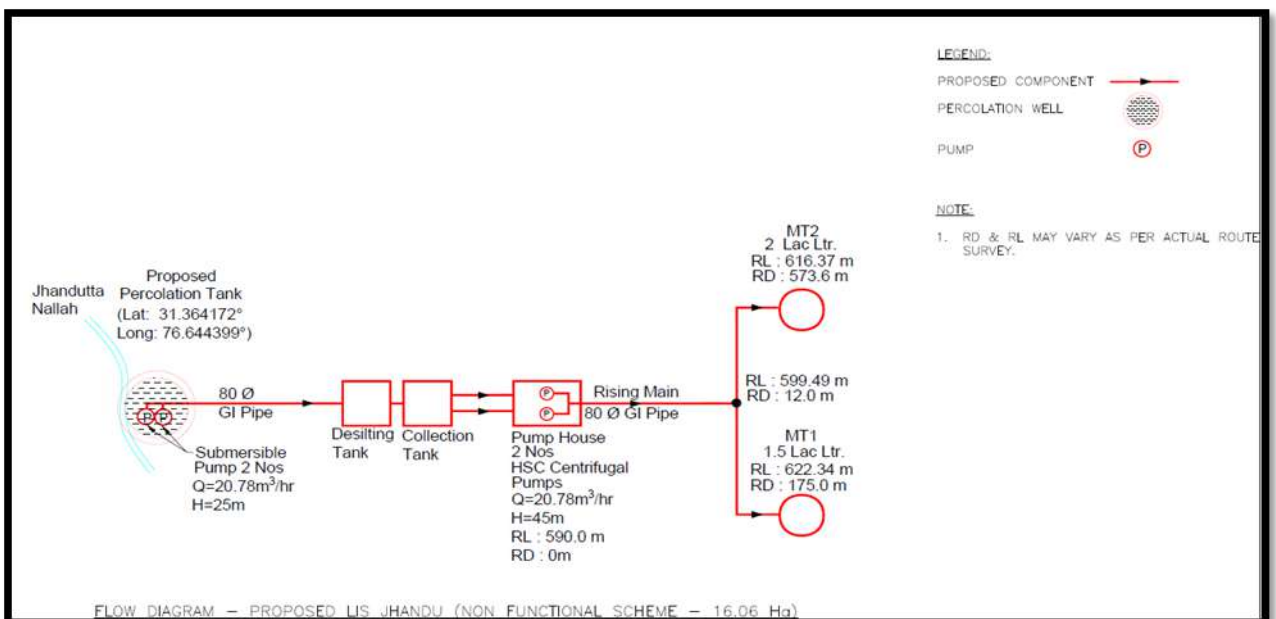 LEGEND:
PROPOSED COMPONENT
PERCOLATION WELL
PUMP
P
NOTE:
1. RD & RL MAY VARY AS PER ACTUAL ROUTE
SURVEY.
Jhandutta
Nallah
Proposed
Percolation Tank
(Lat: 31.364172°
Long: 76.644399°)
P P
80 Ø
GI Pipe
Submersible
Pump 2 Nos
Q=20.78m³/hr
H=25m
Desilting
Tank
Collection
Tank
P
P
Pump House
2 Nos
HSC Centrifugal
Pumps
Q=20.78m³/hr
H=45m
RL : 590.0 m
RD : 0m
Rising Main
80 Ø GI Pipe
MT2
2 Lac Ltr.
RL : 616.37 m
RD : 573.6 m
RL : 599.49 m
RD : 12.0 m
MT1
1.5 Lac Ltr.
RL : 622.34 m
RD : 175.0 m
FLOW DIAGRAM – PROPOSED LIS JHANDU (NON FUNCTIONAL SCHEME – 16.06 Ha)